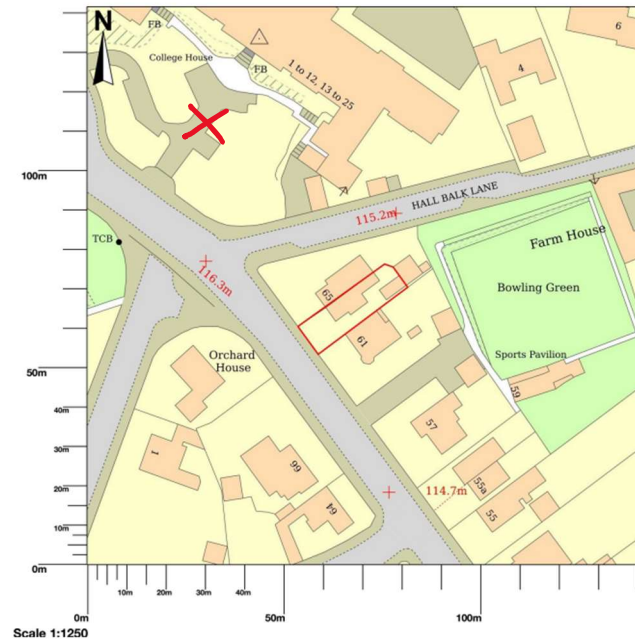 N
FB
College House
FB
1 to 12, 13 to 25
4
6
100m
HALL BALK LANE
115.2m
TCB
116.3m
Farm House
Bowling Green
65
61
Orchard
House
Sports Pavilion
59
50m
40m
30m
20m
10m
0m
57
1
66
64
55a
55
114.7m
10m
20m
30m
40m
0m
50m
100m
Scale 1:1250